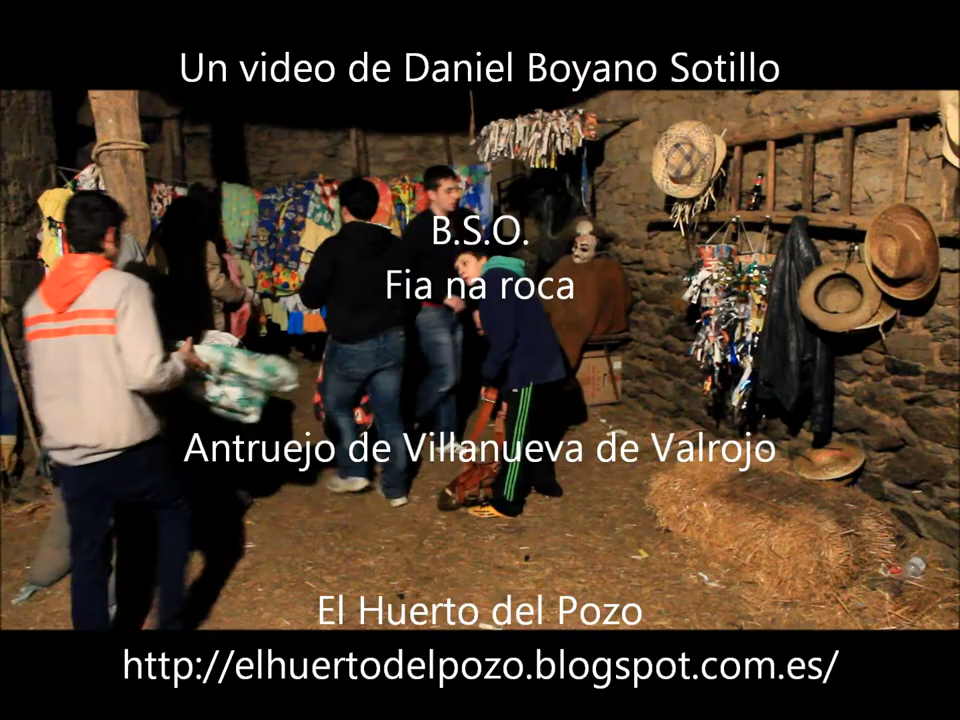 Un video de Daniel Boyano Sotillo
B.S.O.
Fia na roca
Antruejo de Villanueva de Valrojo
El Huerto del Pozo
http://elhuertodelpozo.blogspot.com.es/